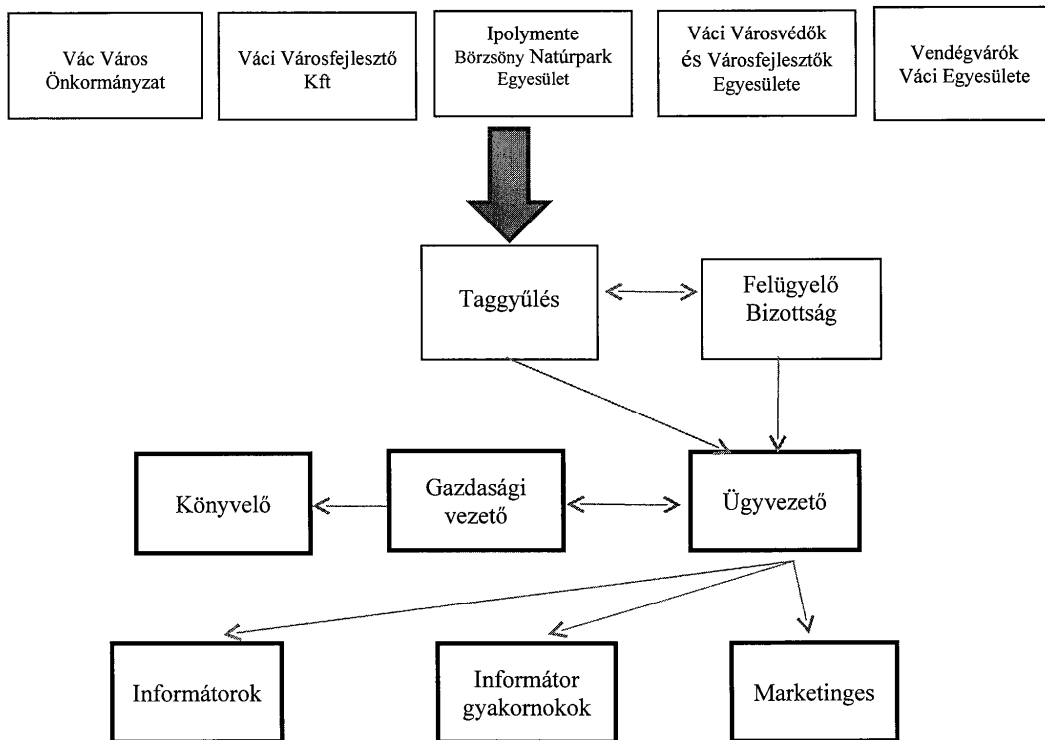 Vác Város
Önkormányzat
Váci Városfejlesztő
Kft
Ipolymente
Börzsöny Natúrpark
Egyesület
Váci Városvédők
és Városfejlesztők
Egyesülete
Vendégvárók
Váci Egyesülete
Taggyűlés
Felügyelő
Bizottság
Könyvelő
Gazdasági
vezető
Ügyvezető
Informátorok
Informátor
gyakornokok
Marketinges